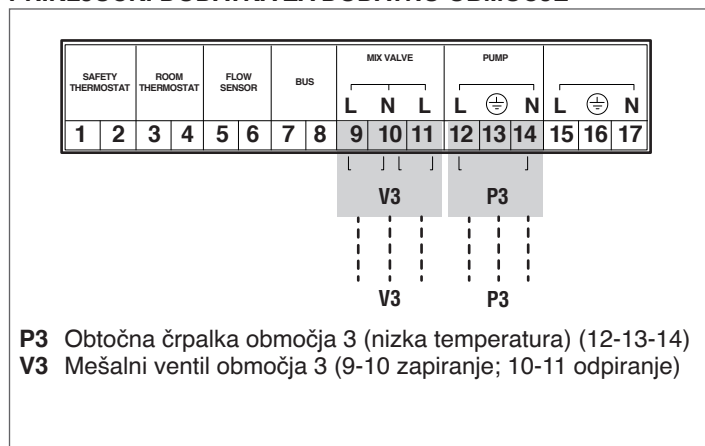 SAFETY THERMOSTAT
ROOM THERMOSTAT
FLOW SENSOR
BUS
MIX VALVE
PUMP
L N L L N L N
1 2 3 4 5 6 7 8 9 10 11 12 13 14 15 16 17
V3 P3
V3 P3
P3 Obtočna črpalka območja 3 (nizka temperatura) (12-13-14)
V3 Mešalni ventil območja 3 (9-10 zapiranje; 10-11 odpiranje)